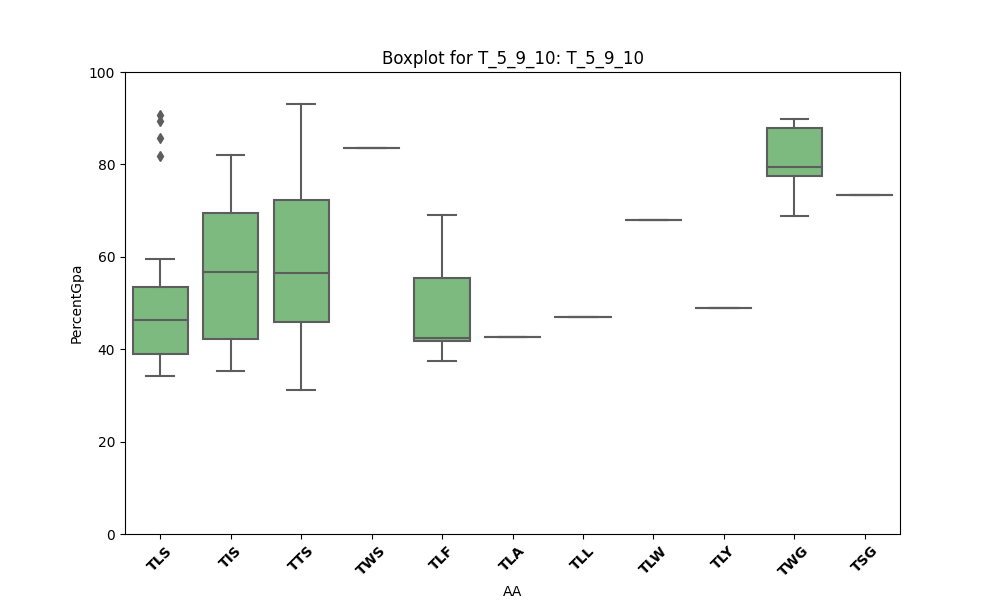 Boxplot for T_5_9_10: T_5_9_10
100
80
60
40
20
0
PercentGpa
TLS
TIS
TTS
TWS
TLF
TLA
TLL
TLW
TLY
TWG
TSG
AA